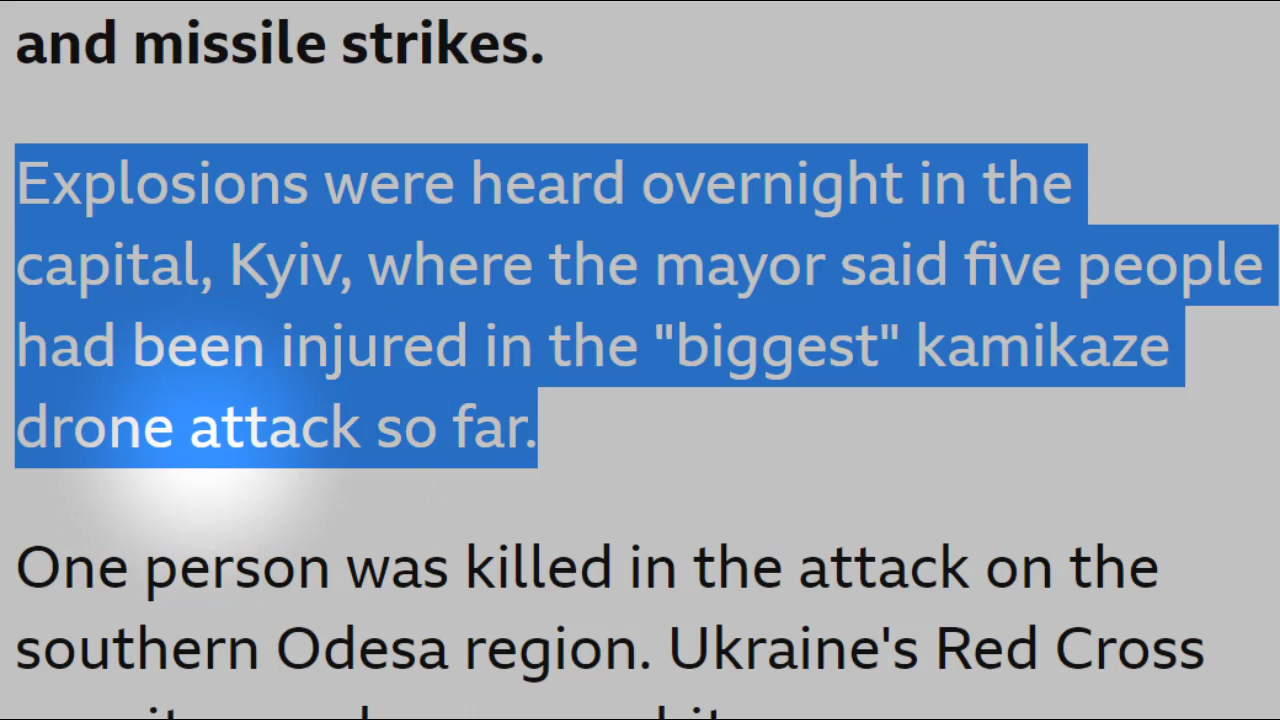 and missile strikes.
Explosions were heard overnight in the
capital, Kyiv, where the mayor said five people
had been injured in the "biggest" kamikaze
drone attack so far.
One person was killed in the attack on the
southern Odesa region. Ukraine's Red Cross